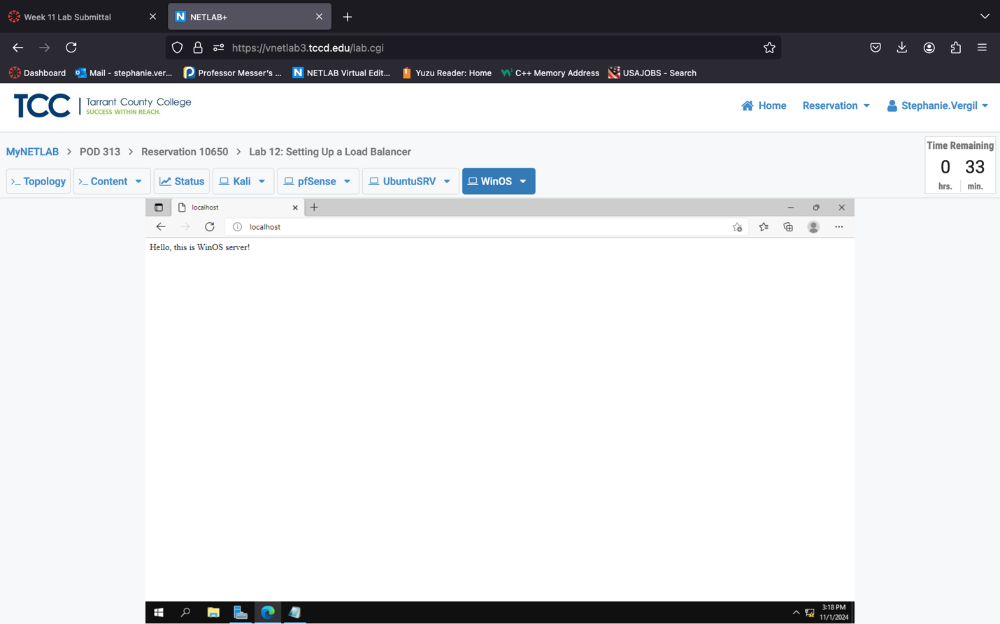 Week 11 Lab Submittal
NETLAB+
https://vnetlab3.tccd.edu/lab.cgi
Dashboard Mail - stephanie.ver... Professor Messer's ... NETLAB Virtual Edit... Yuzu Reader: Home C++ Memory Address USAJOBS - Search
TCC Tarrant County College
SUCCESS WITHIN REACH.
Home Reservation Stephanie.Vergil
MyNETLAB > POD 313 > Reservation 10650 > Lab 12: Setting Up a Load Balancer
Time Remaining
0 33
hrs. min.
>_ Topology >_ Content Status Kali pfSense UbuntuSRV WinOS
localhost
localhost
Hello, this is WinOS server!
3:18 PM
11/1/2024